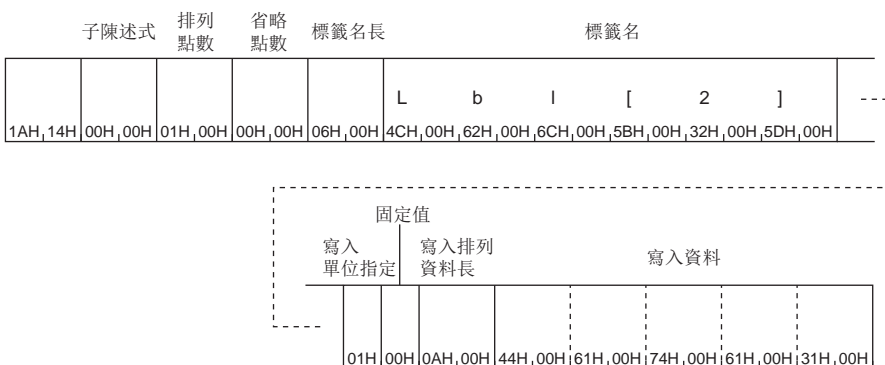 子陳述式 排列點數 省略點數 標籤名長 標籤名
L b l [ 2 ]
1AH 14H 00H 00H 01H 00H 00H 00H 06H 00H 4CH 00H 62H 00H 6CH 00H 5BH 00H 32H 00H 5DH 00H
固定值
寫入單位指定 寫入排列資料長 寫入資料
01H 00H 0AH 00H 44H 00H 61H 00H 74H 00H 61H 00H 31H 00H